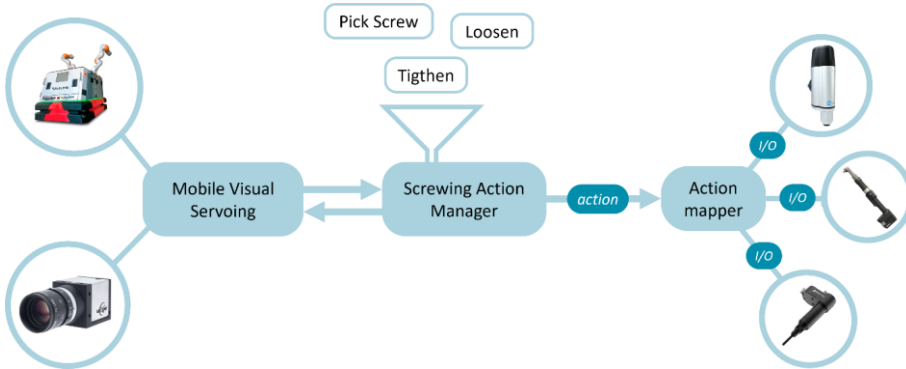 Pick Screw
Loosen
Tigthen
Mobile Visual
Servoing
Screwing Action
Manager
action
Action
mapper
I/O
I/O
I/O